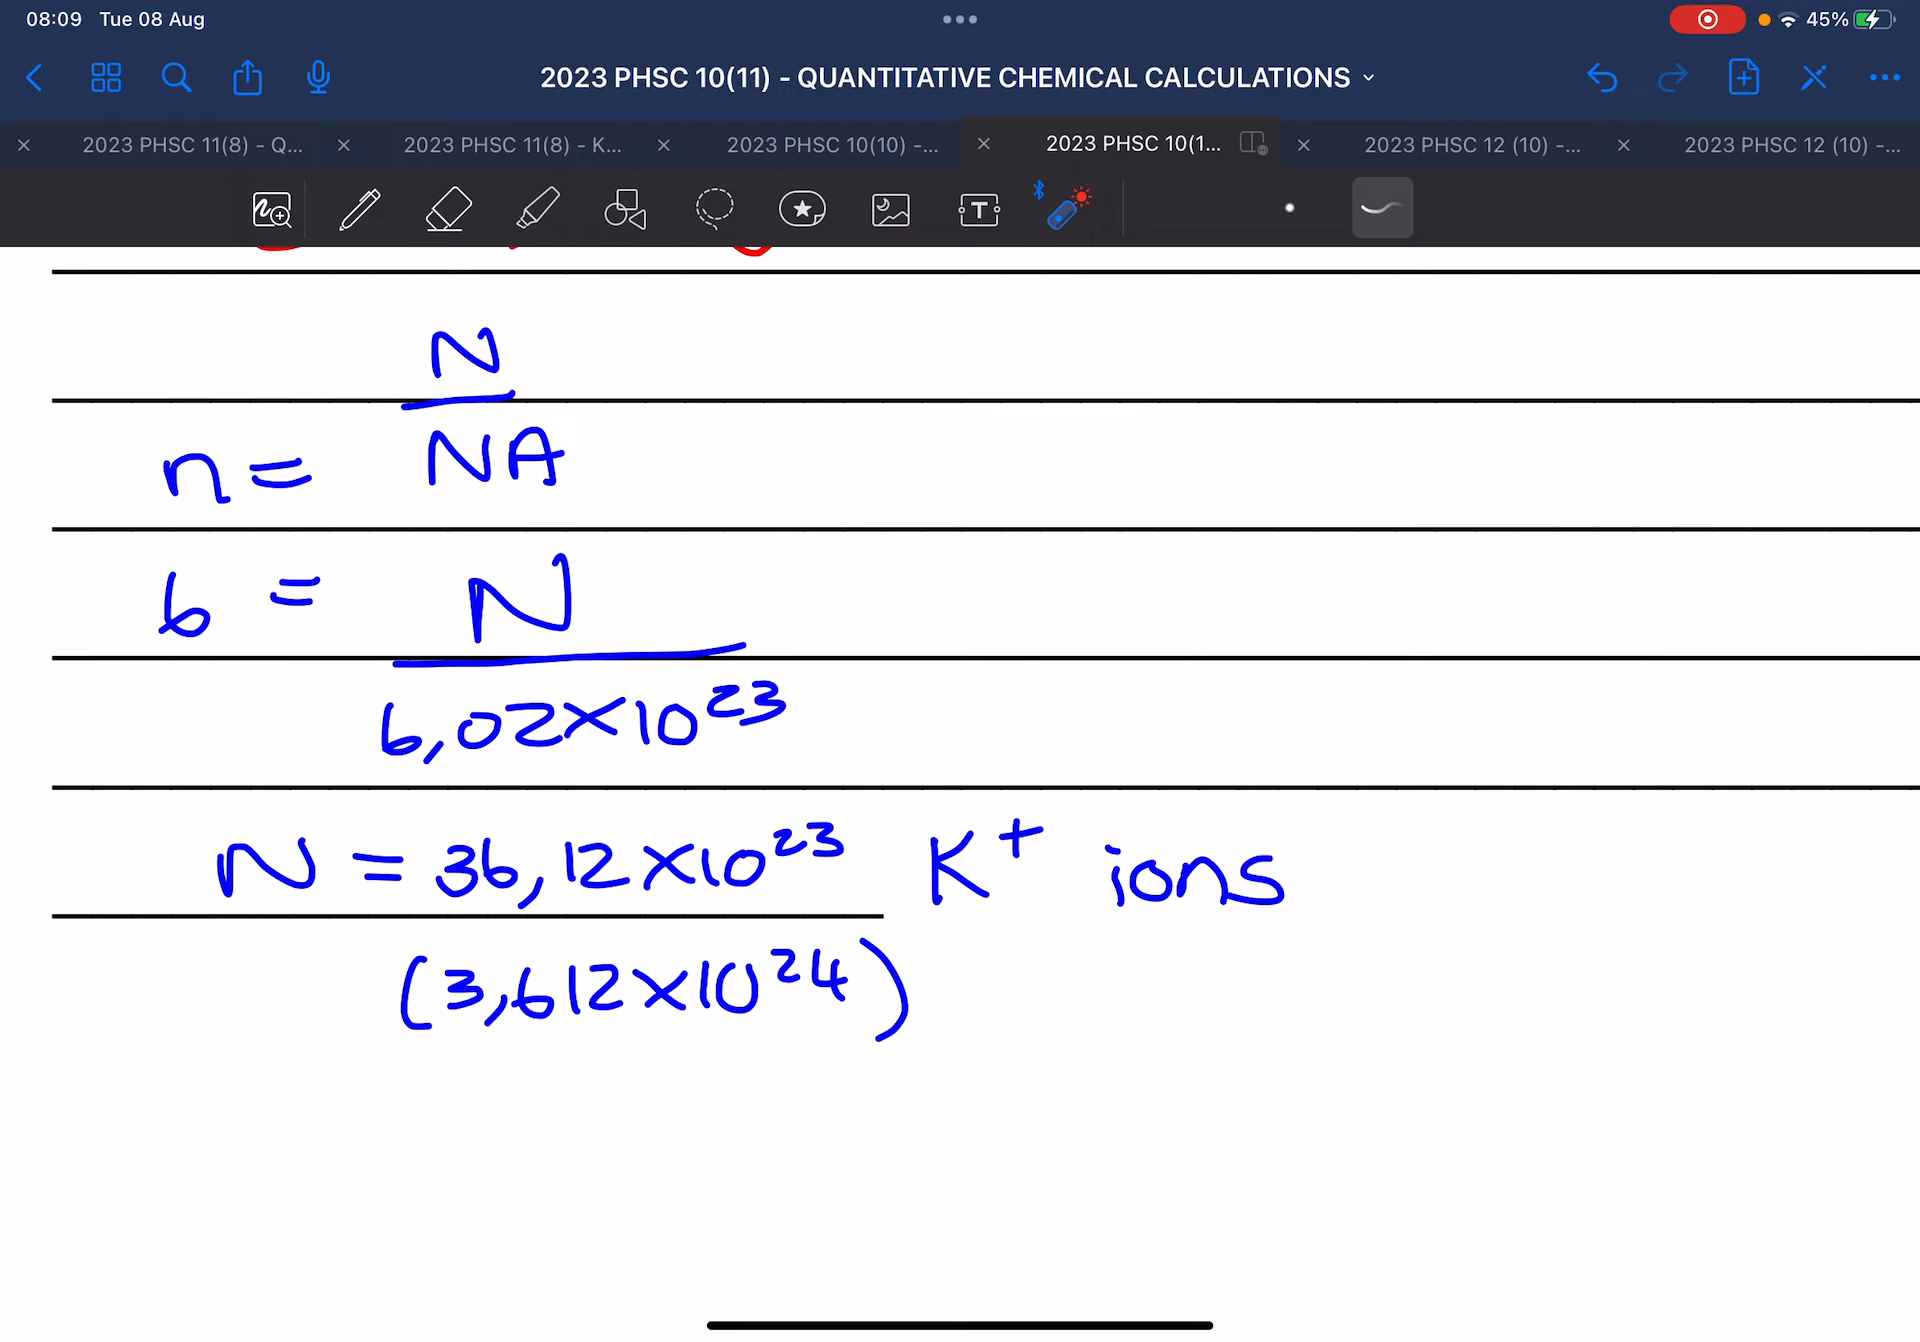 08:09 Tue 08 Aug
45%
2023 PHSC 10(11) - QUANTITATIVE CHEMICAL CALCULATIONS
2023 PHSC 11(8) - Q... 2023 PHSC 11(8) - K... 2023 PHSC 10(10) -... 2023 PHSC 10(1... 2023 PHSC 12 (10) -... 2023 PHSC 12 (10) -...
T
N
n = NA
6 = N
6,02×10²³
N = 36,12×10²³ K⁺ ions
(3,612×10²⁴)